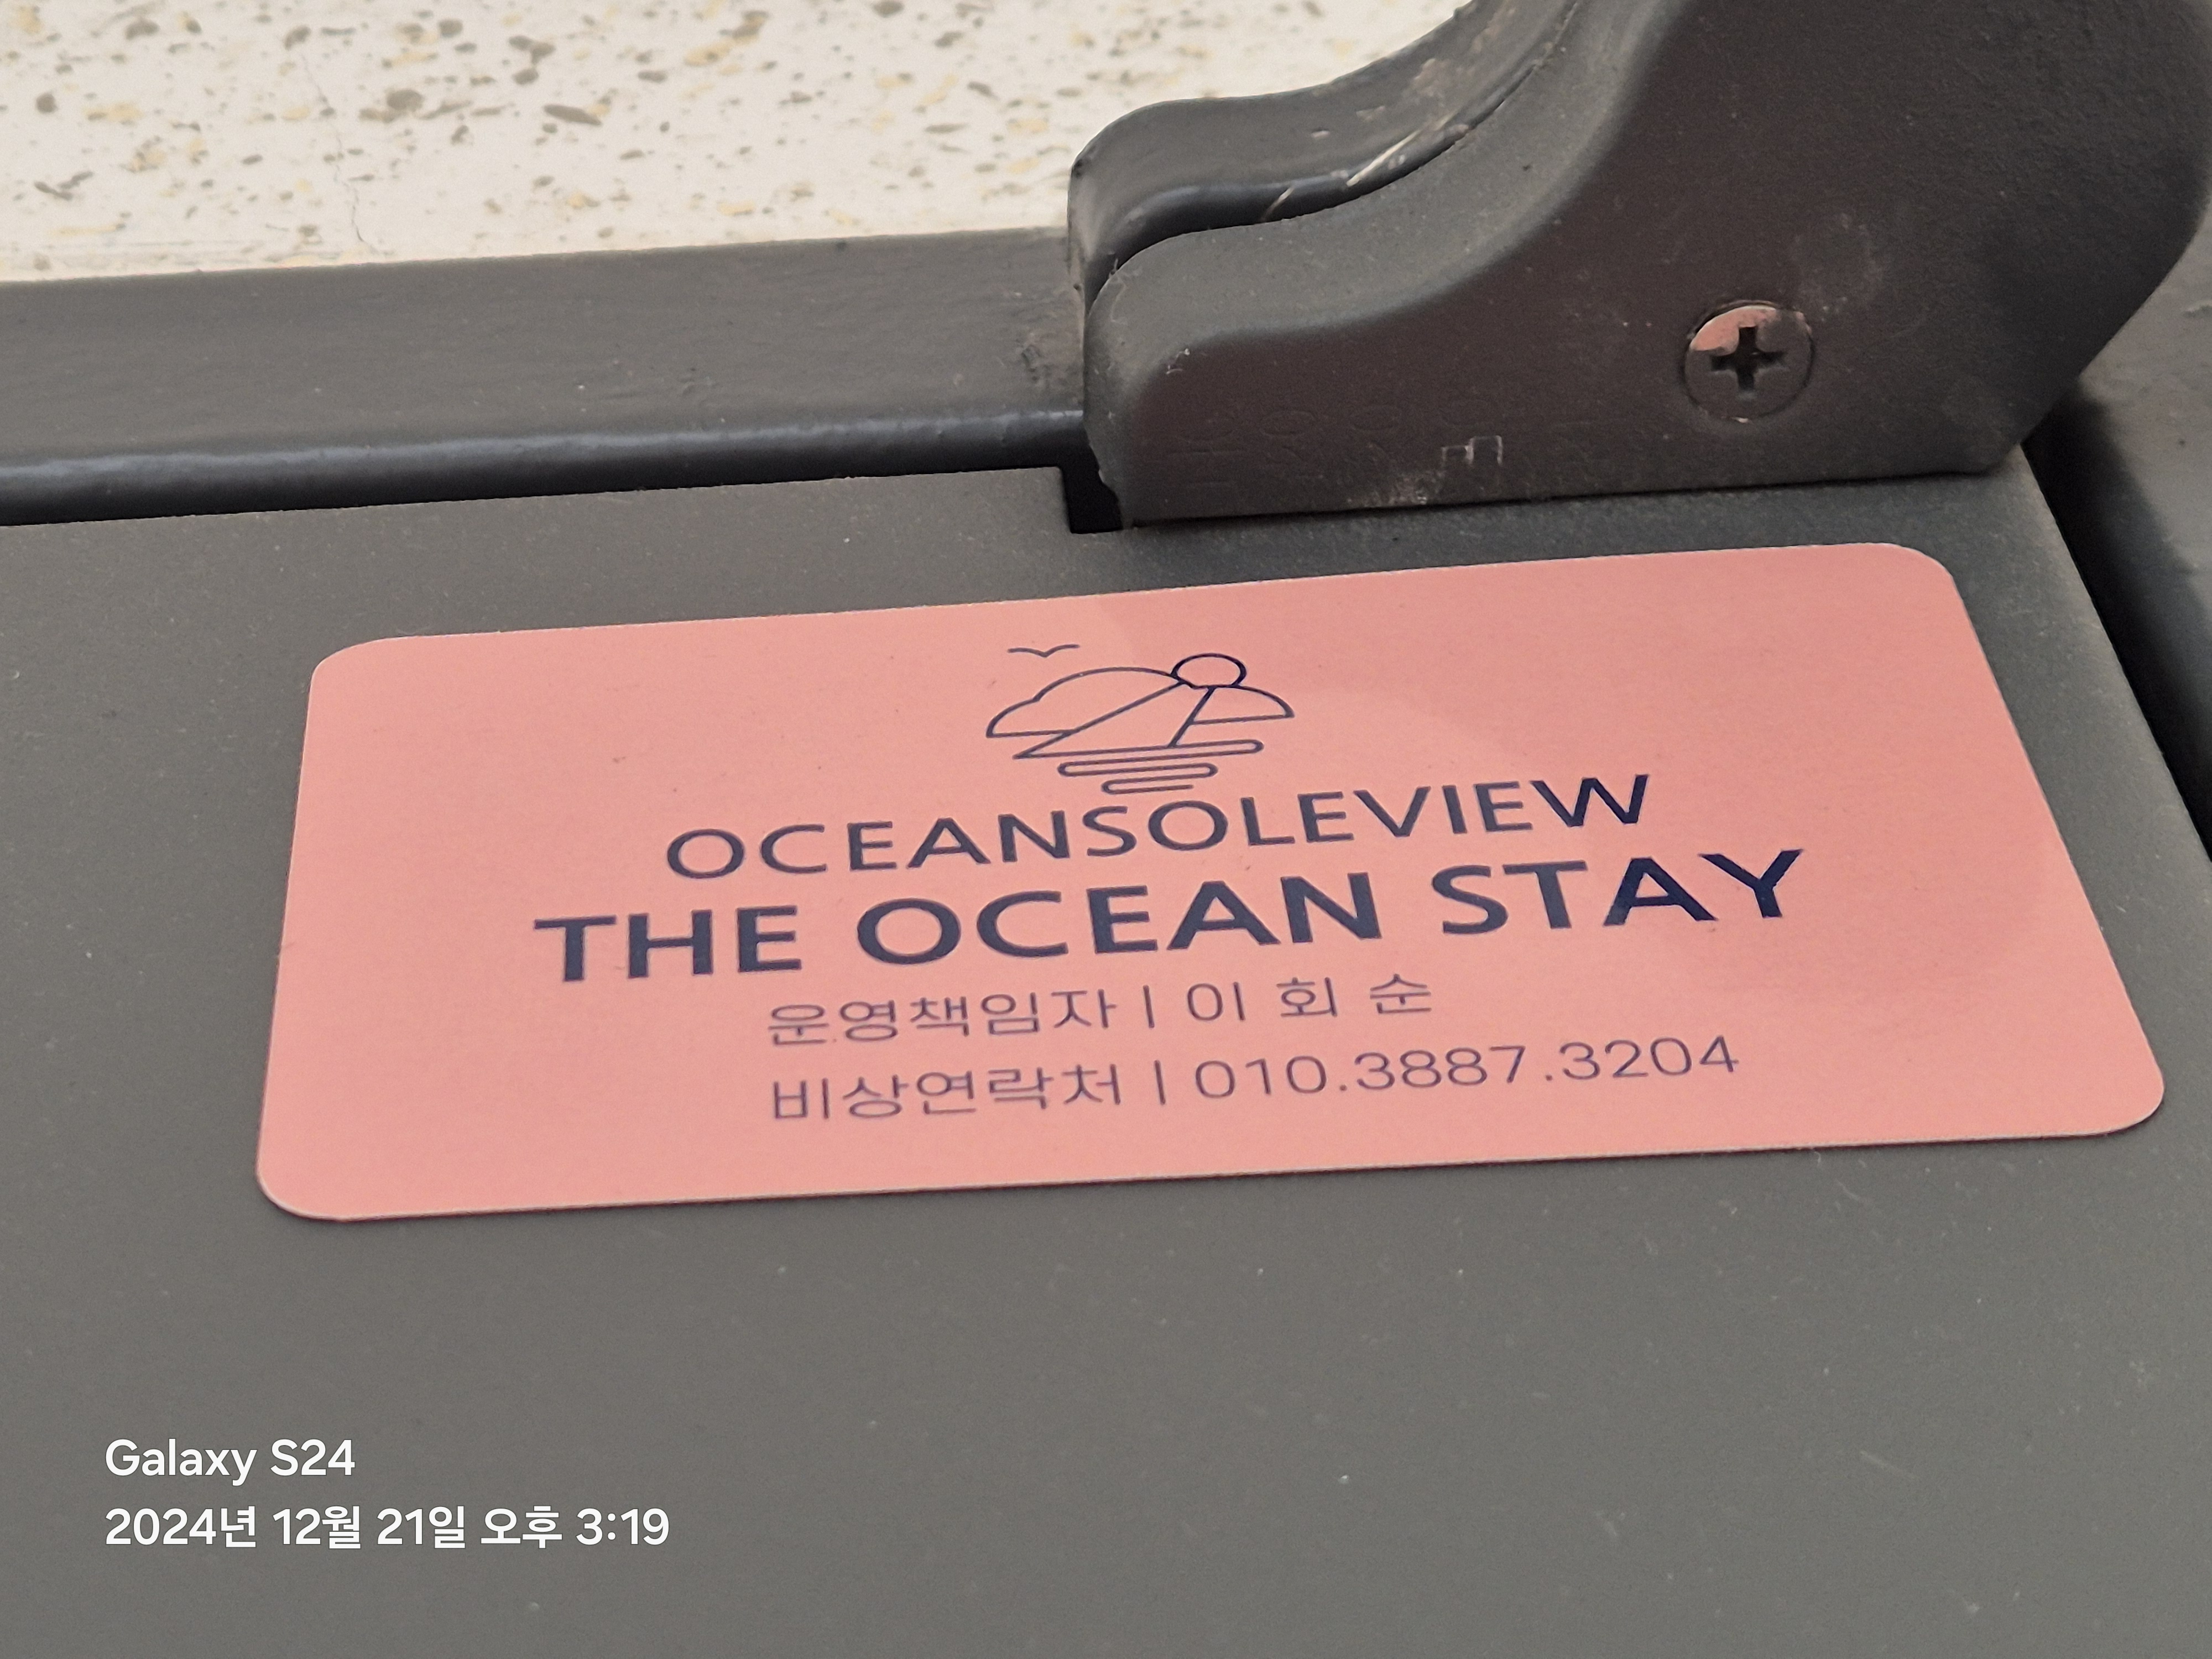 OCEANSOLEVIEW
THE OCEAN STAY
운영책임자 | 이 회 순
비상연락처 | 010.3887.3204
Galaxy S24
2024년 12월 21일 오후 3:19